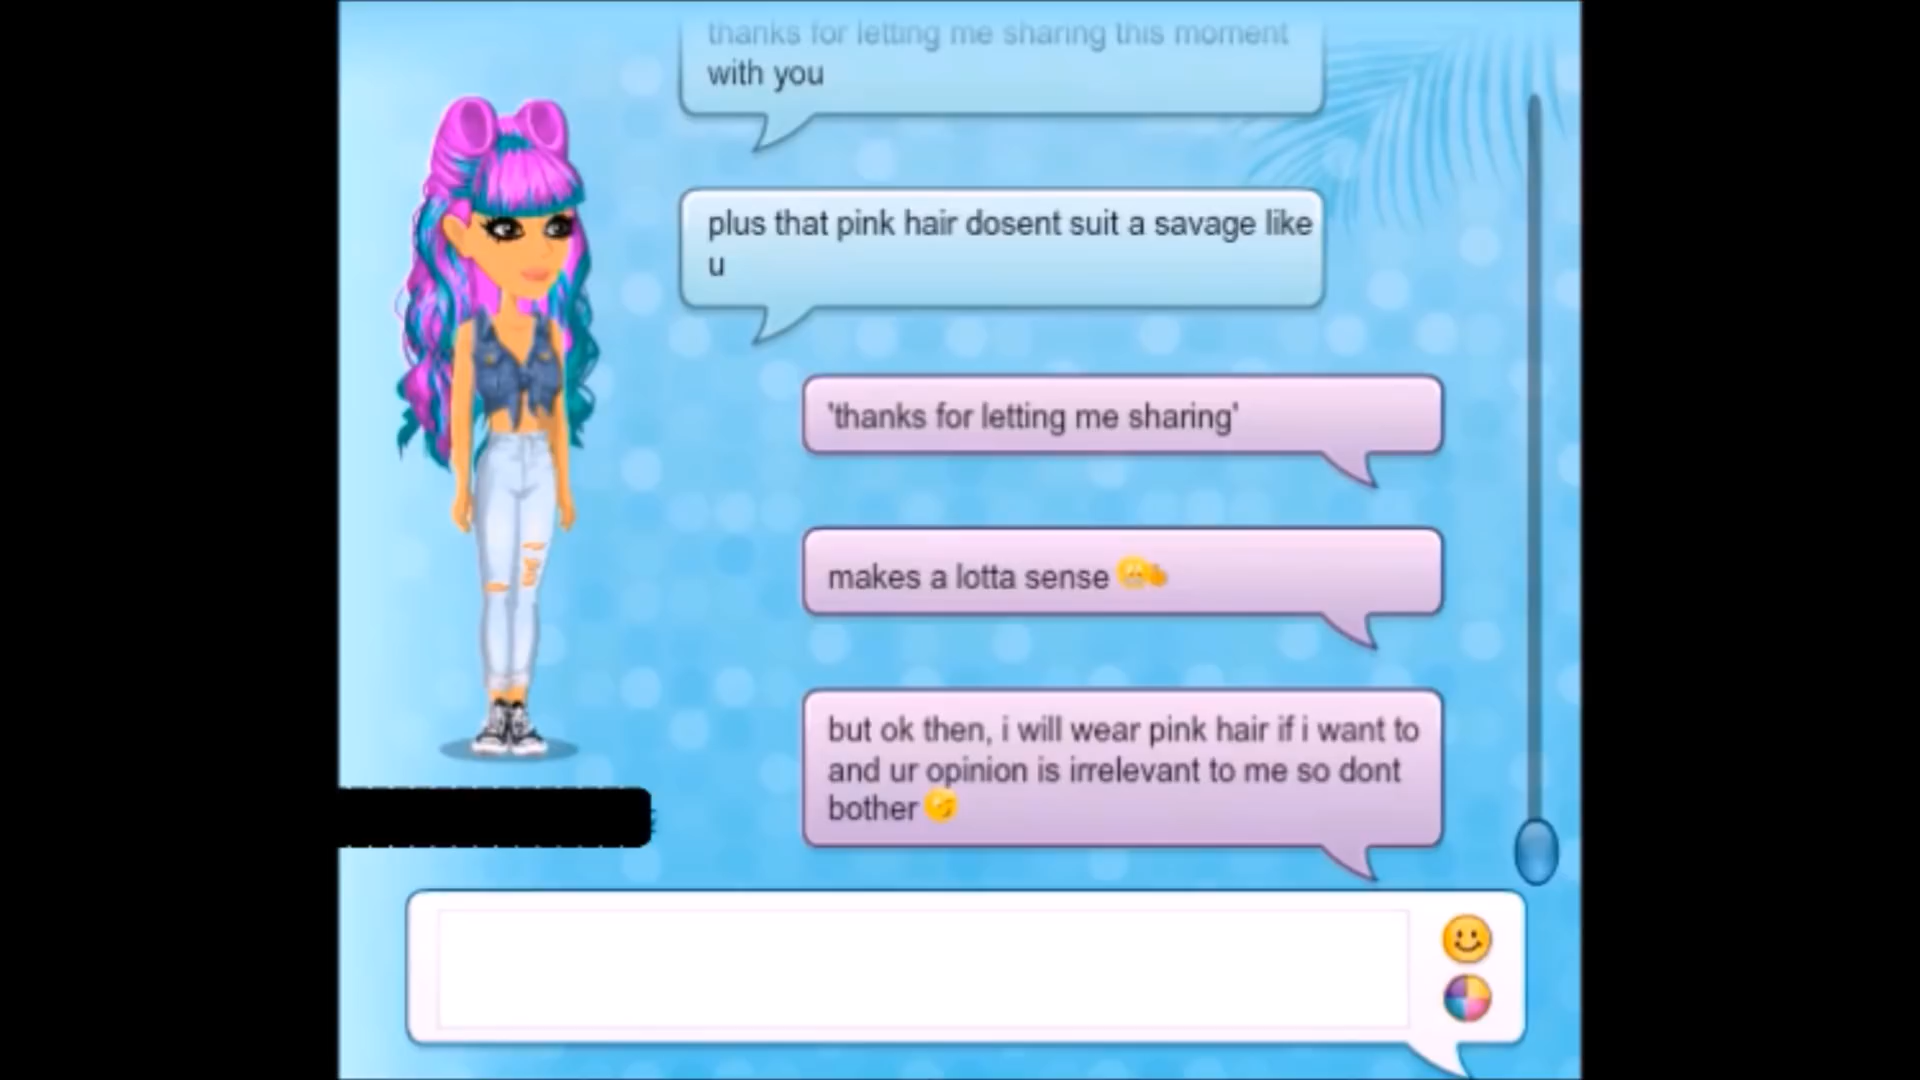 thanks for letting me sharing this moment
with you
plus that pink hair dosent suit a savage like
u
'thanks for letting me sharing'
makes a lotta sense
but ok then, i will wear pink hair if i want to
and ur opinion is irrelevant to me so dont
bother